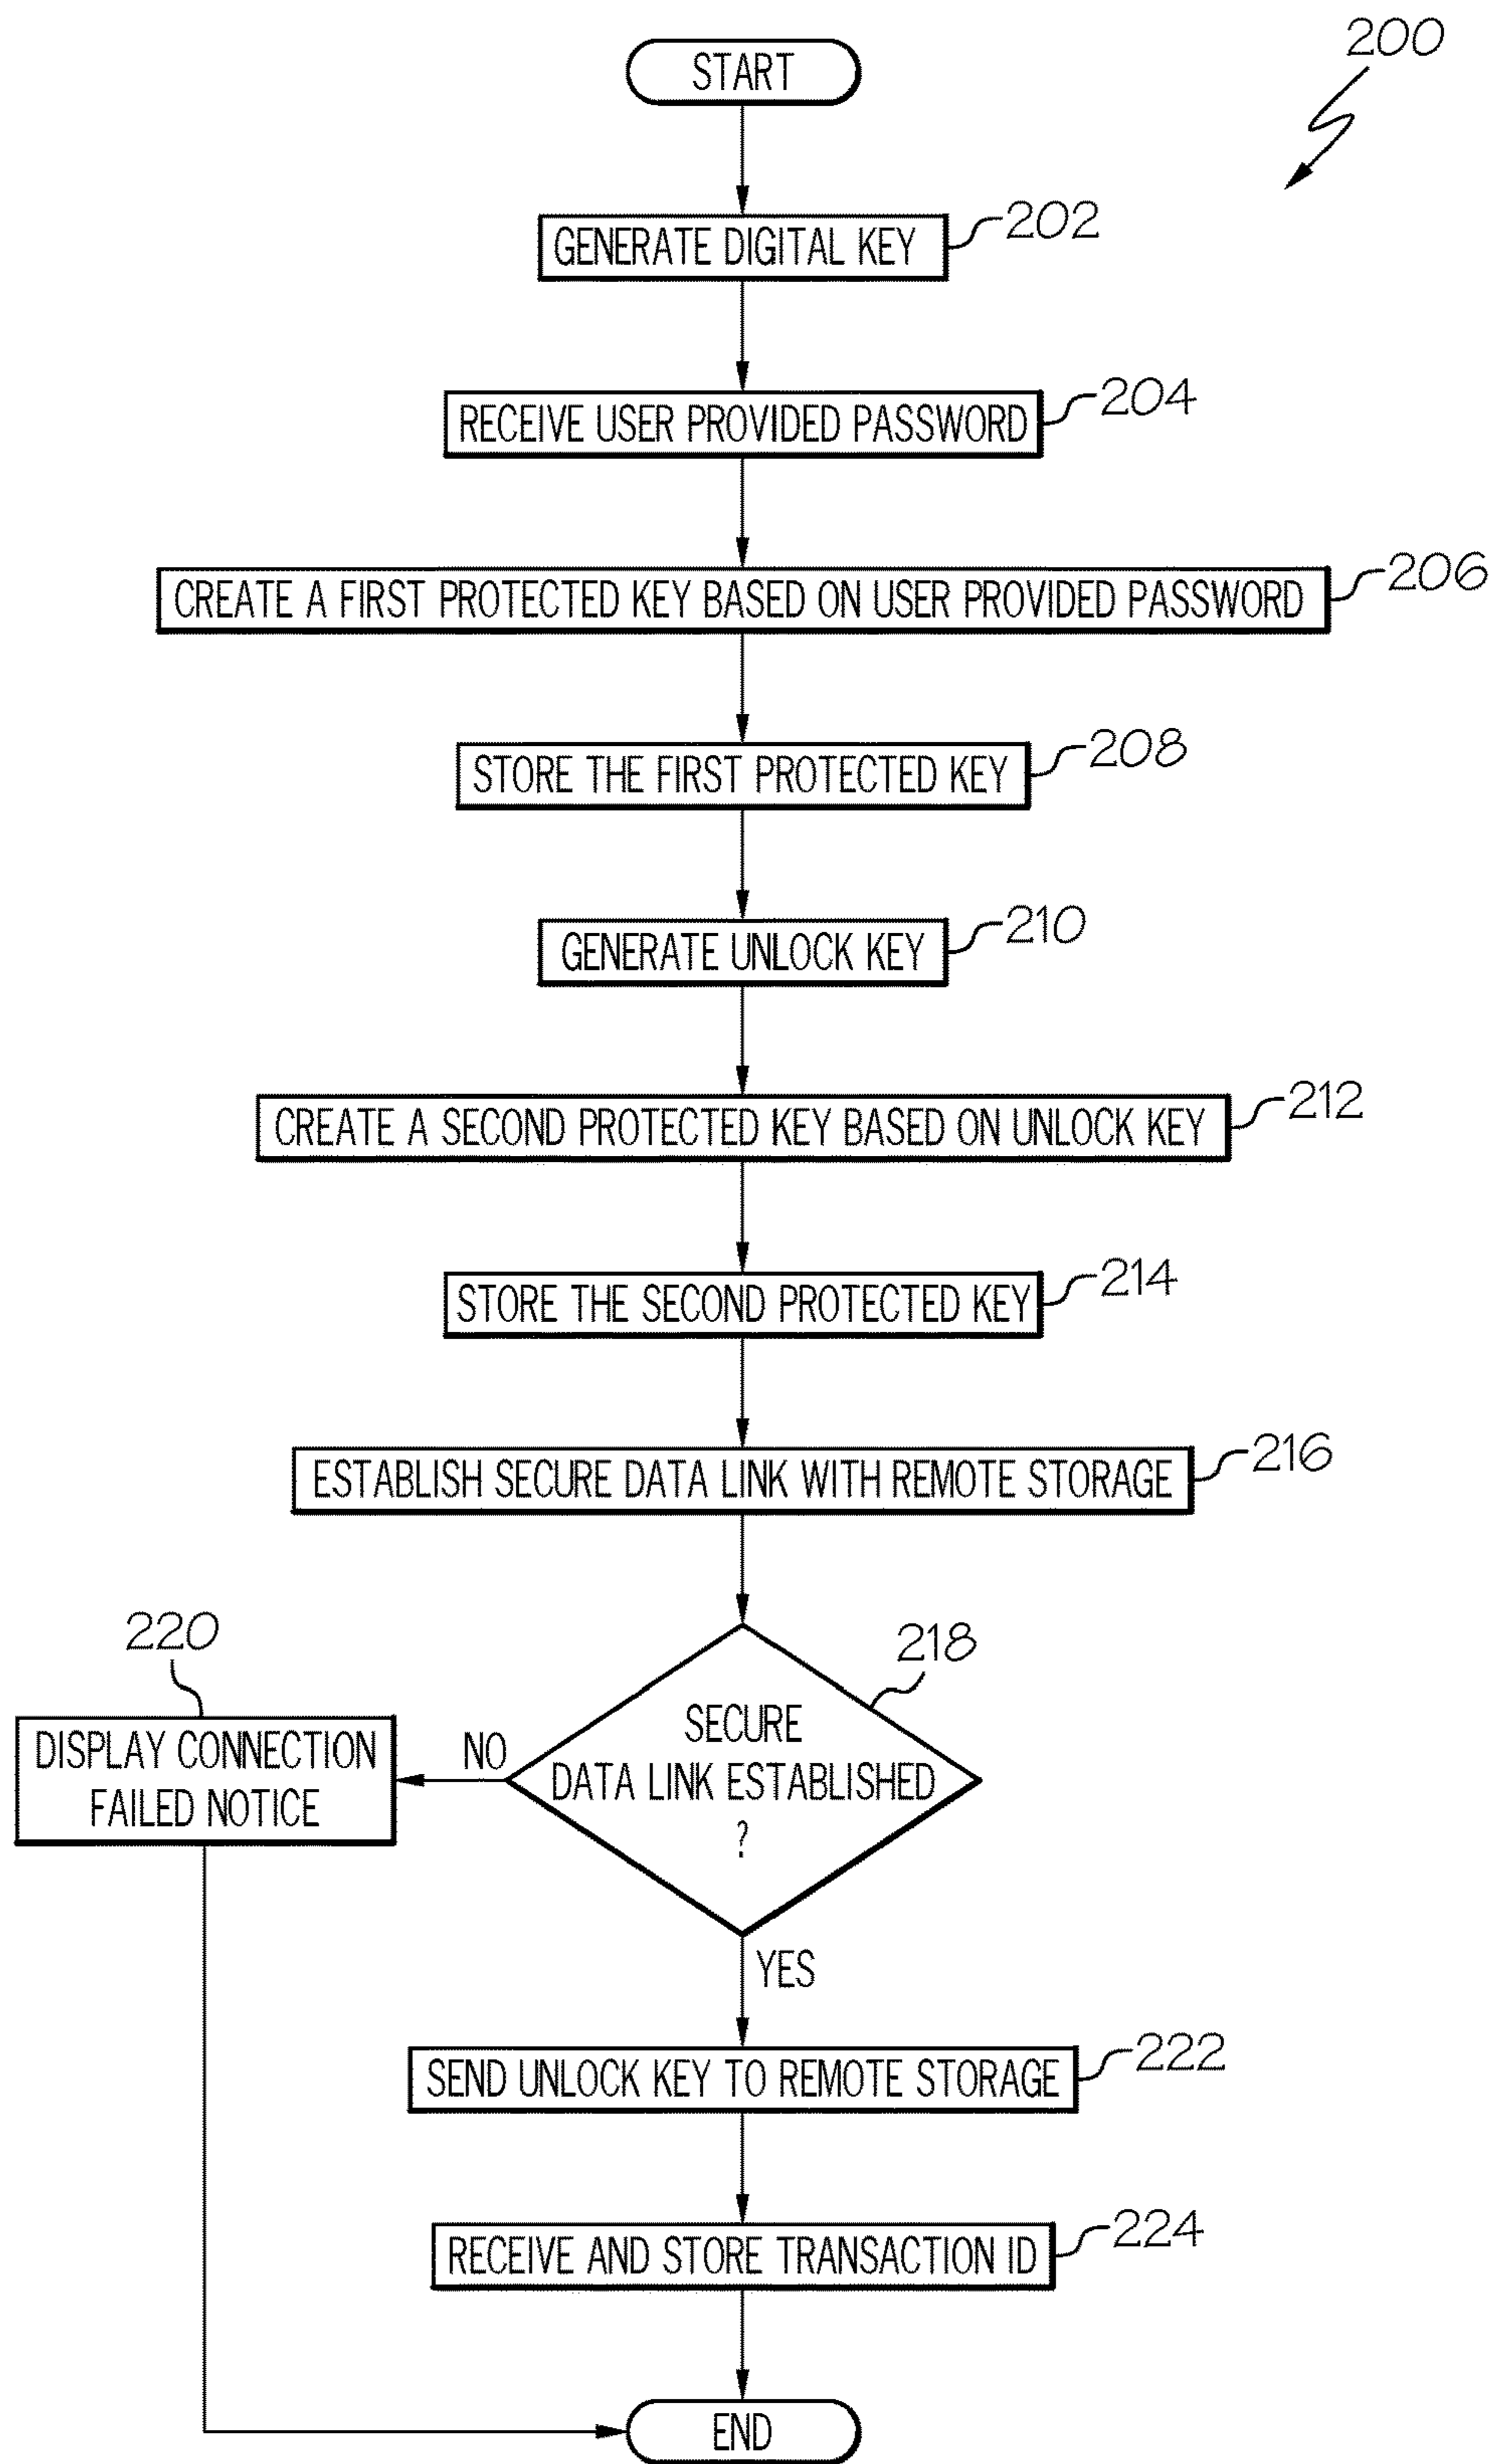 200
START
GENERATE DIGITAL KEY
202
RECEIVE USER PROVIDED PASSWORD
204
CREATE A FIRST PROTECTED KEY BASED ON USER PROVIDED PASSWORD
206
STORE THE FIRST PROTECTED KEY
208
GENERATE UNLOCK KEY
210
CREATE A SECOND PROTECTED KEY BASED ON UNLOCK KEY
212
STORE THE SECOND PROTECTED KEY
214
ESTABLISH SECURE DATA LINK WITH REMOTE STORAGE
216
SECURE
DATA LINK ESTABLISHED
?
218
NO
220
DISPLAY CONNECTION
FAILED NOTICE
YES
SEND UNLOCK KEY TO REMOTE STORAGE
222
RECEIVE AND STORE TRANSACTION ID
224
END